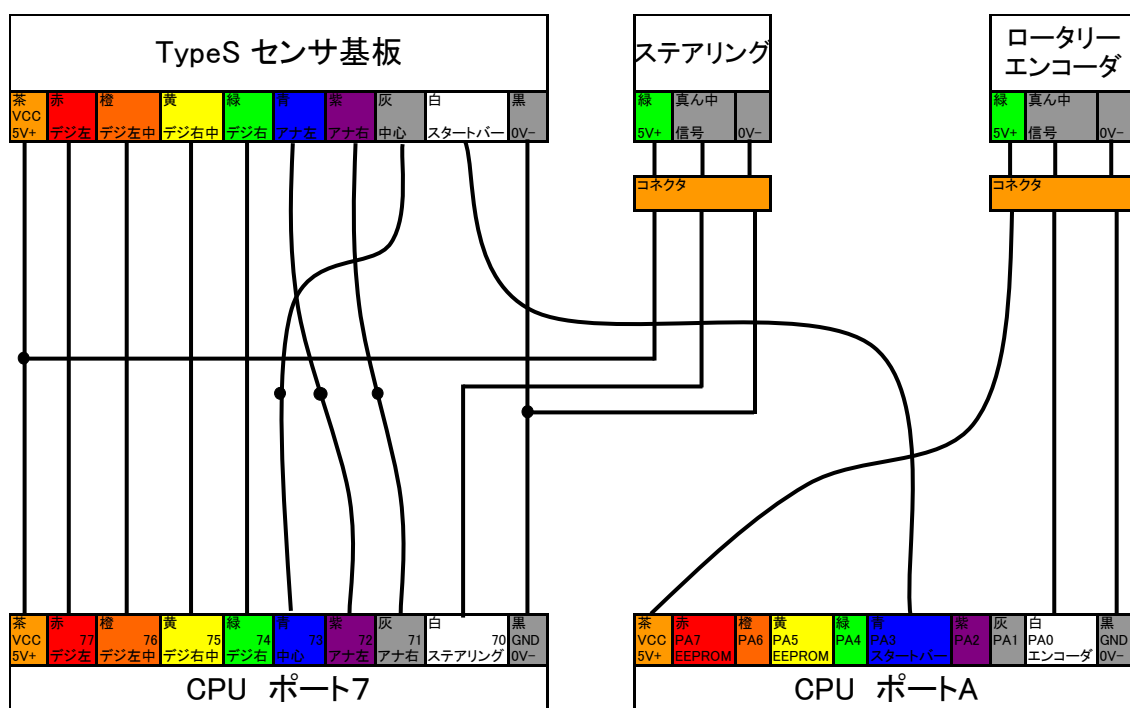 TypeS センサ基板
茶 赤 橙 黄 緑 青 紫 灰 白 黒
VCC
5V+ デジ左 デジ左中 デジ右中 デジ右 アナ左 アナ右 中心 スタートバー 0V-
ステアリング
緑 真ん中
5V+ 信号 0V-
コネクタ
ロータリー
エンコーダ
緑 真ん中
5V+ 信号 0V-
コネクタ
茶 赤 橙 黄 緑 青 紫 灰 白 黒
VCC 77 76 75 74 73 72 71 70 GND
5V+ デジ左 デジ左中 デジ右中 デジ右 中心 アナ左 アナ右 ステアリング 0V-
CPU ポート7
茶 赤 橙 黄 緑 青 紫 灰 白 黒
VCC PA7 PA6 PA5 PA4 PA3 PA2 PA1 PA0 GND
5V+ EEPROM EEPROM スタートバー エンコーダ 0V-
CPU ポートA